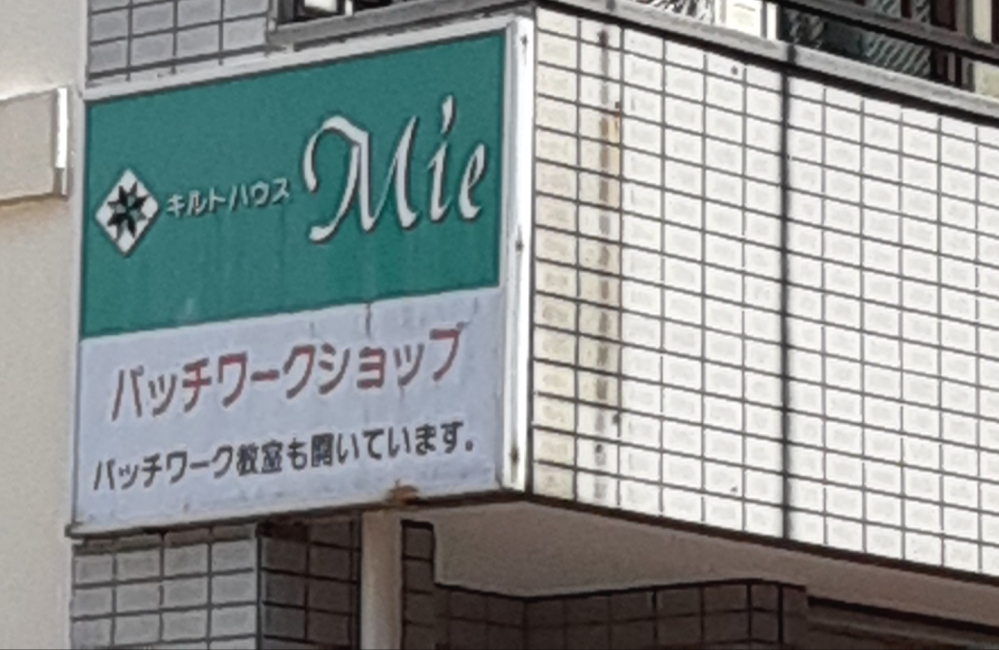 キルトハウス Mie
パッチワークショップ
パッチワーク教室も開いています。